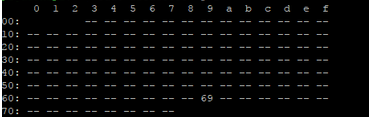 0  1  2  3  4  5  6  7  8  9  a  b  c  d  e  f
00:          -- -- -- -- -- -- -- -- -- -- -- -- --
10: -- -- -- -- -- -- -- -- -- -- -- -- -- -- -- --
20: -- -- -- -- -- -- -- -- -- -- -- -- -- -- -- --
30: -- -- -- -- -- -- -- -- -- -- -- -- -- -- -- --
40: -- -- -- -- -- -- -- -- -- -- -- -- -- -- -- --
50: -- -- -- -- -- -- -- -- -- -- -- -- -- -- -- --
60: -- -- -- -- -- -- -- -- -- 69 -- -- -- -- -- --
70: -- -- -- -- -- -- -- --